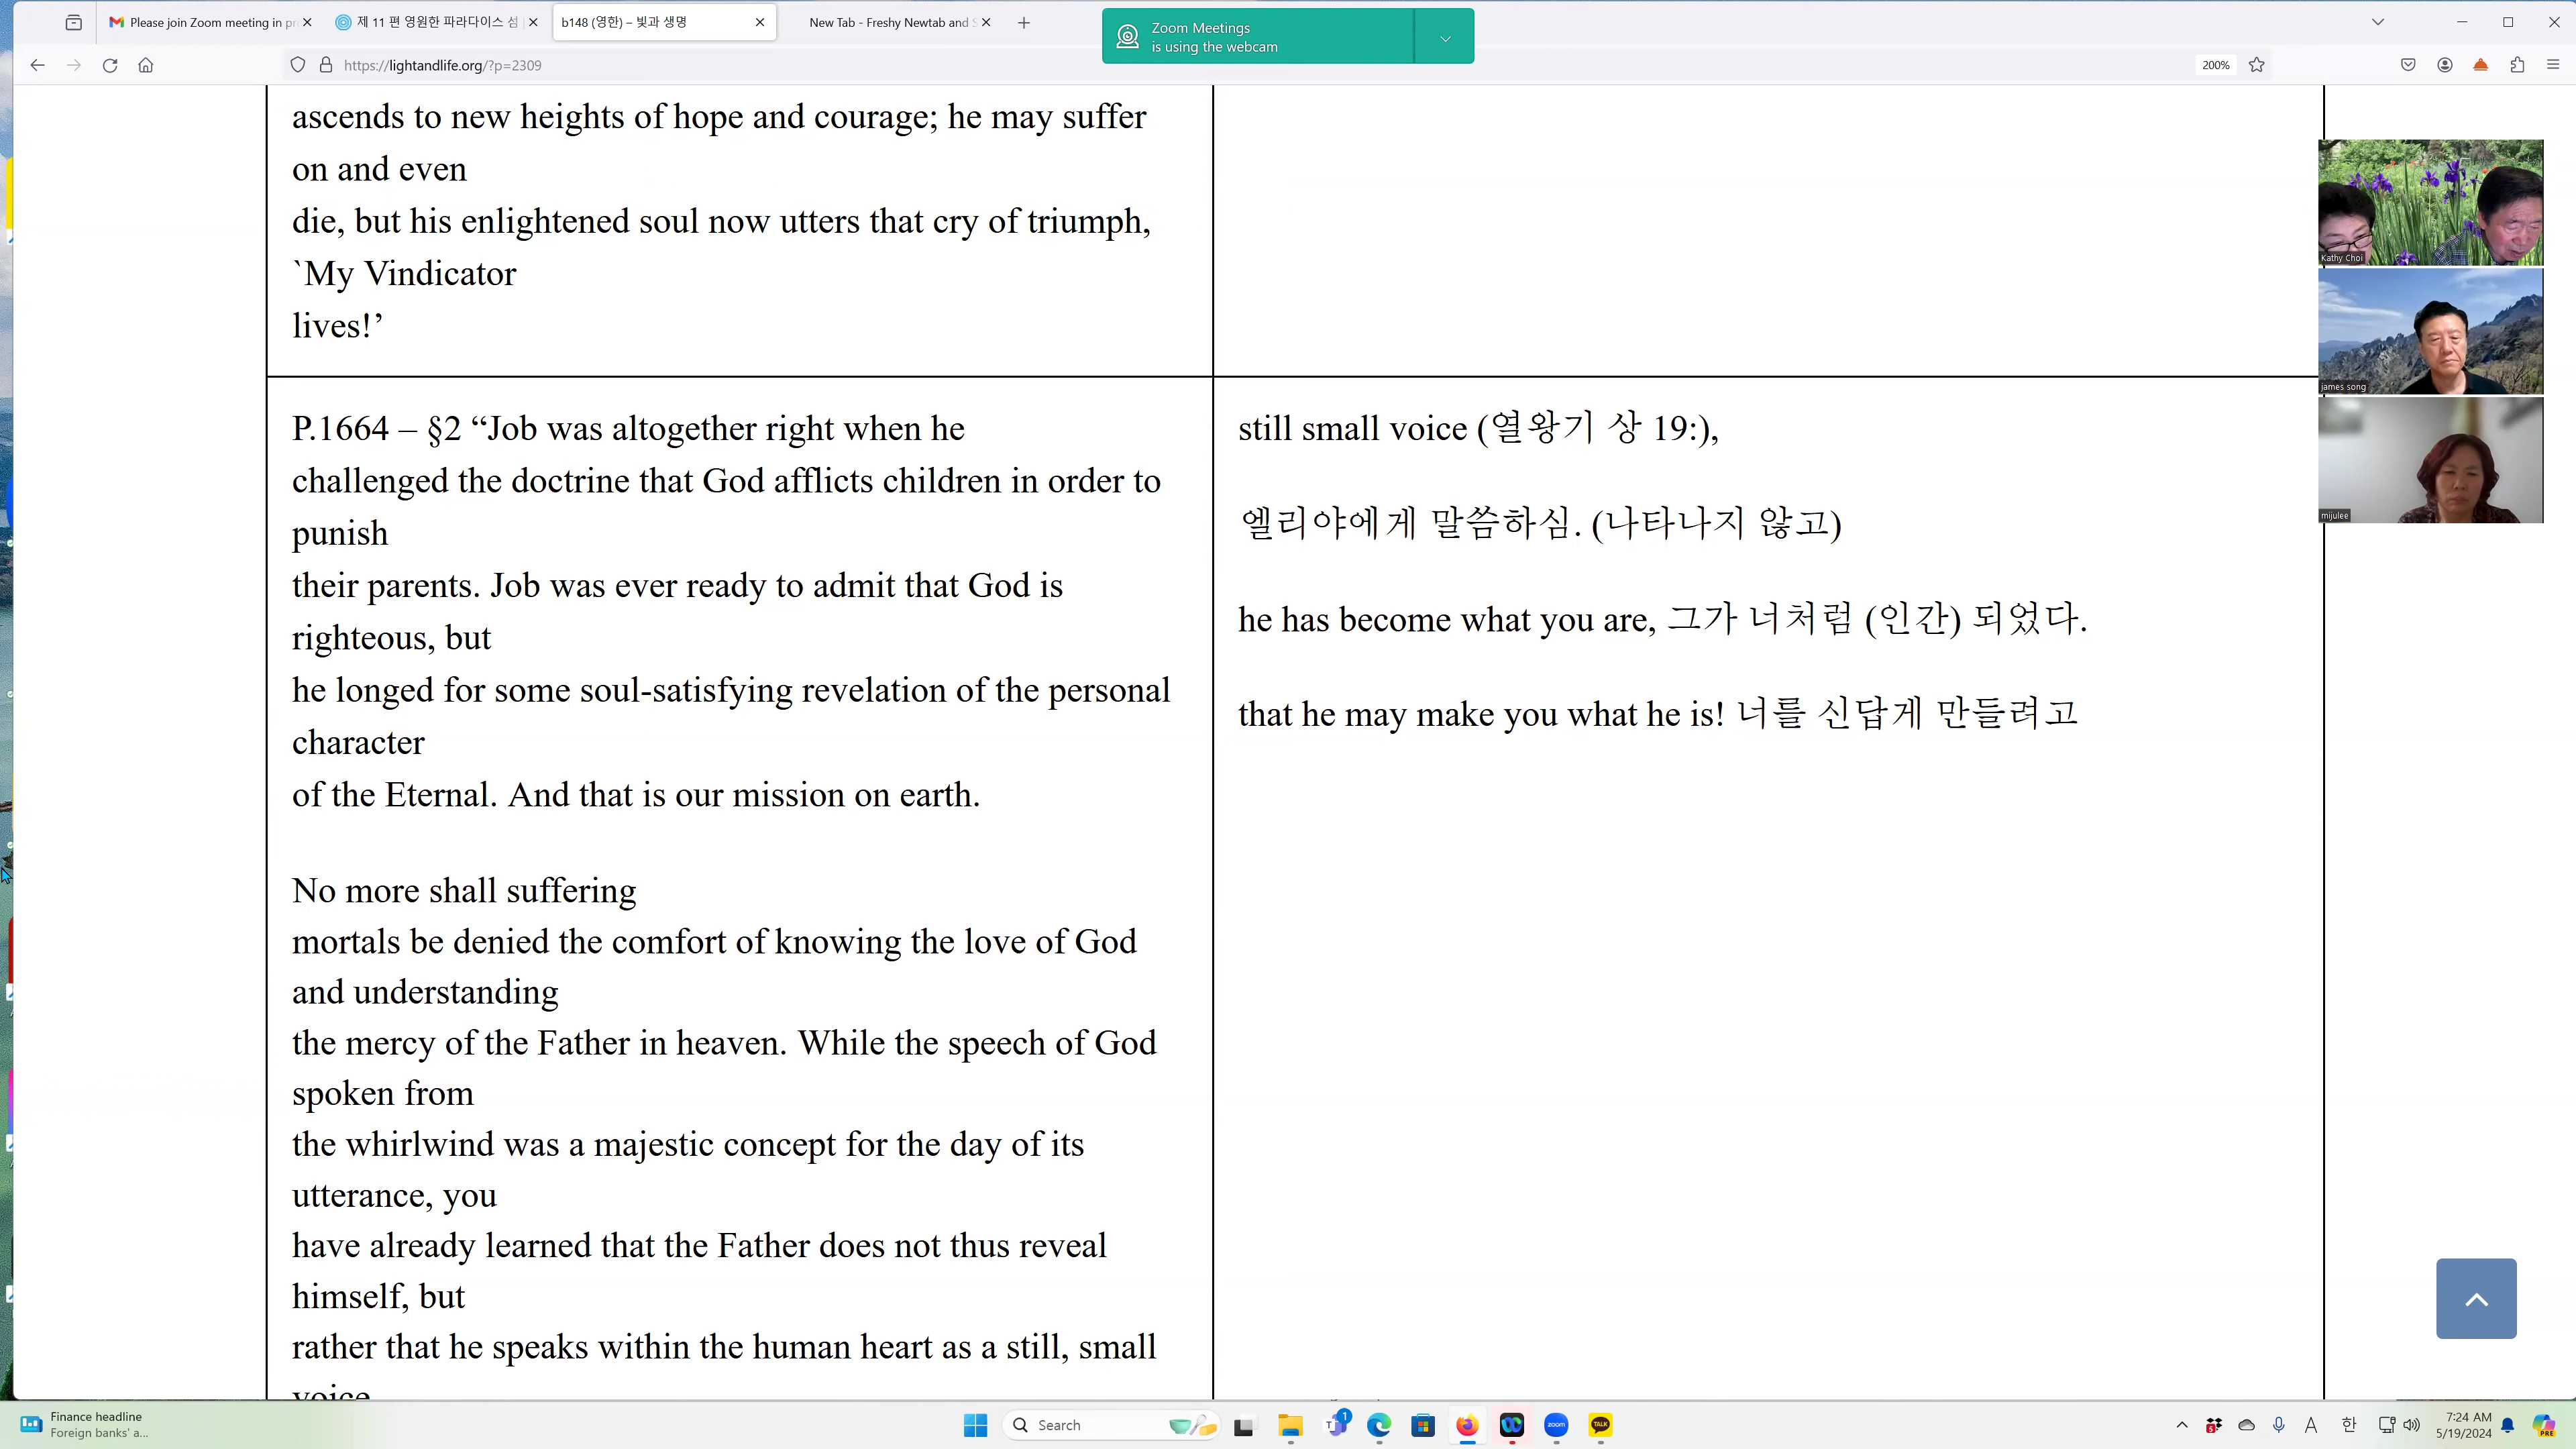 Please join Zoom meeting in pr
제 11 편 영원한 파라다이스 섬
b148 (영한) – 빛과 생명
New Tab - Freshy Newtab and S
Zoom Meetings
is using the webcam
https://lightandlife.org/?p=2309
200%
ascends to new heights of hope and courage; he may suffer
on and even
die, but his enlightened soul now utters that cry of triumph,
`My Vindicator
lives!’
P.1664 – §2 “Job was altogether right when he
challenged the doctrine that God afflicts children in order to
punish
their parents. Job was ever ready to admit that God is
righteous, but
he longed for some soul-satisfying revelation of the personal
character
of the Eternal. And that is our mission on earth.
No more shall suffering
mortals be denied the comfort of knowing the love of God
and understanding
the mercy of the Father in heaven. While the speech of God
spoken from
the whirlwind was a majestic concept for the day of its
utterance, you
have already learned that the Father does not thus reveal
himself, but
rather that he speaks within the human heart as a still, small
voice
still small voice (열왕기 상 19:),
엘리야에게 말씀하심. (나타나지 않고)
he has become what you are, 그가 너처럼 (인간) 되었다.
that he may make you what he is! 너를 신답게 만들려고
Kathy Choi
james song
mijulee
Finance headline
Foreign banks' a...
Search
1
zoom
TALK
5
A
한
7:24 AM
5/19/2024
PRE